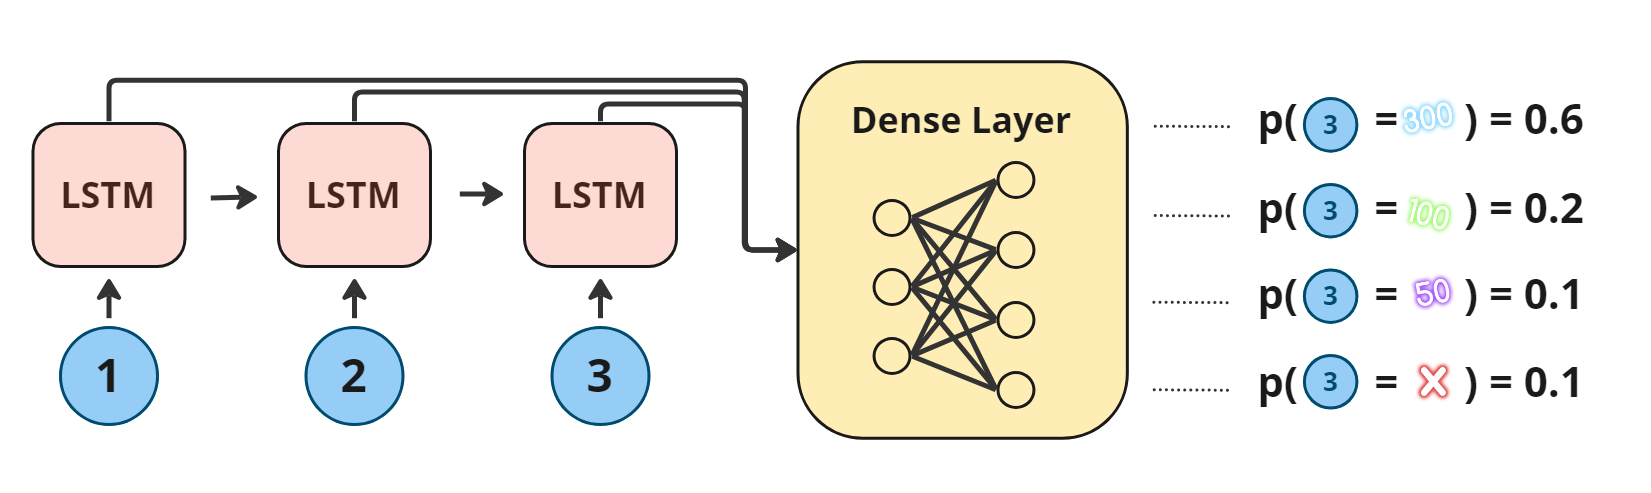 Dense Layer
LSTM LSTM LSTM
1 2 3
p( 3 = 300 ) = 0.6
p( 3 = 100 ) = 0.2
p( 3 = 50 ) = 0.1
p( 3 = X ) = 0.1